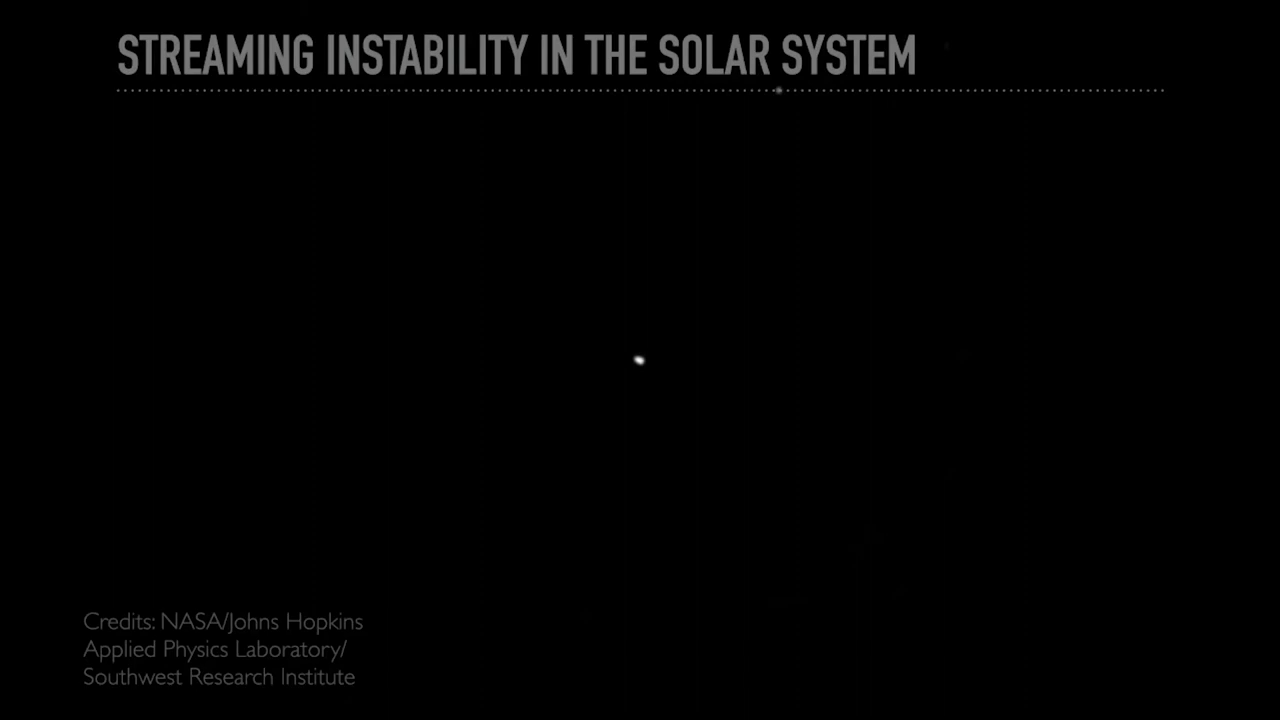 STREAMING INSTABILITY IN THE SOLAR SYSTEM
Credits: NASA/Johns Hopkins
Applied Physics Laboratory/
Southwest Research Institute